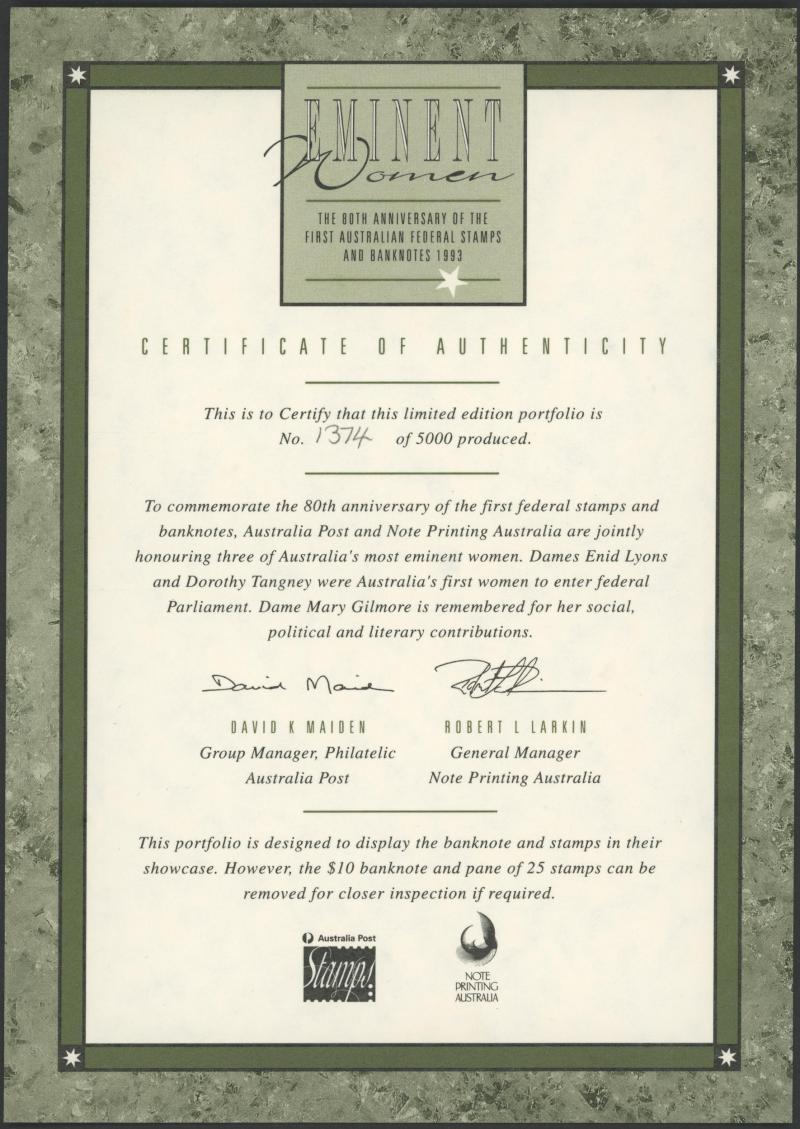 EMINENT
Women
THE 80TH ANNIVERSARY OF THE
FIRST AUSTRALIAN FEDERAL STAMPS
AND BANKNOTES 1993
CERTIFICATE OF AUTHENTICITY
This is to Certify that this limited edition portfolio is
No. 1374 of 5000 produced.
To commemorate the 80th anniversary of the first federal stamps and
banknotes, Australia Post and Note Printing Australia are jointly
honouring three of Australia's most eminent women. Dames Enid Lyons
and Dorothy Tangney were Australia's first women to enter federal
Parliament. Dame Mary Gilmore is remembered for her social,
political and literary contributions.
David Maid
DAVID K MAIDEN
Group Manager, Philatelic
Australia Post
ROBERT L LARKIN
General Manager
Note Printing Australia
This portfolio is designed to display the banknote and stamps in their
showcase. However, the $10 banknote and pane of 25 stamps can be
removed for closer inspection if required.
Australia Post
Stamps!
NOTE
PRINTING
AUSTRALIA